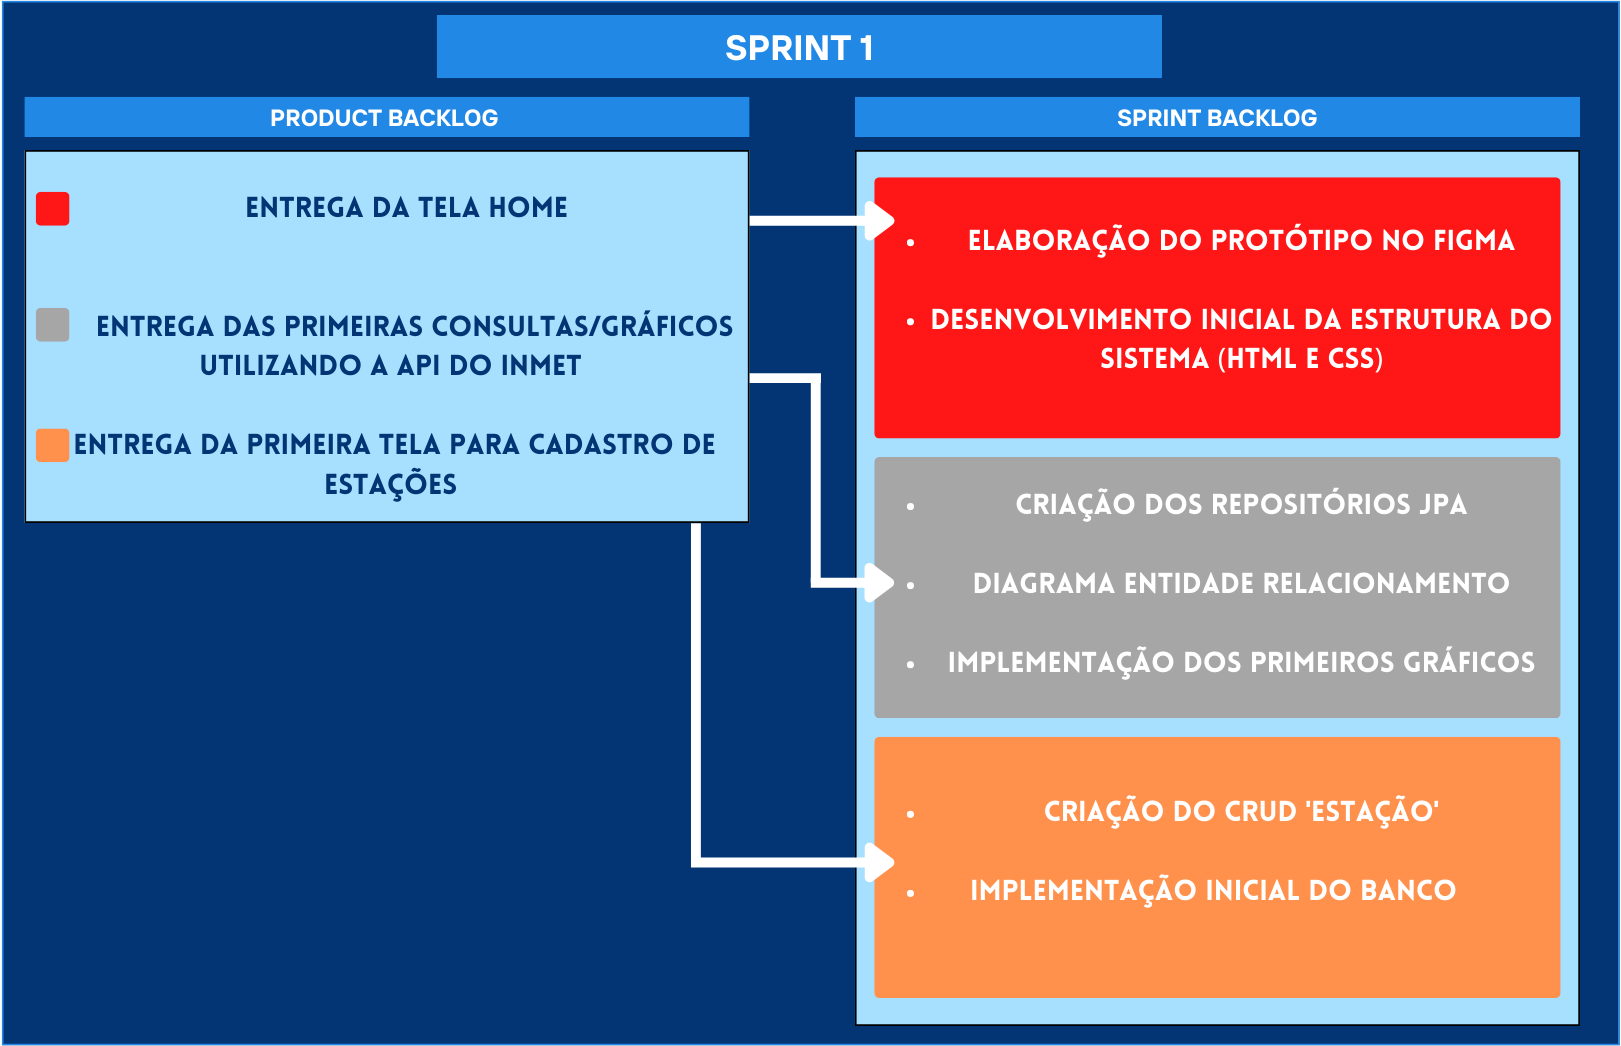 SPRINT 1
PRODUCT BACKLOG
ENTREGA DA TELA HOME
ENTREGA DAS PRIMEIRAS CONSULTAS/GRÁFICOS
UTILIZANDO A API DO INMET
ENTREGA DA PRIMEIRA TELA PARA CADASTRO DE
ESTAÇÕES
SPRINT BACKLOG
• ELABORAÇÃO DO PROTÓTIPO NO FIGMA
• DESENVOLVIMENTO INICIAL DA ESTRUTURA DO
SISTEMA (HTML E CSS)
• CRIAÇÃO DOS REPOSITÓRIOS JPA
• DIAGRAMA ENTIDADE RELACIONAMENTO
• IMPLEMENTAÇÃO DOS PRIMEIROS GRÁFICOS
• CRIAÇÃO DO CRUD 'ESTAÇÃO'
• IMPLEMENTAÇÃO INICIAL DO BANCO